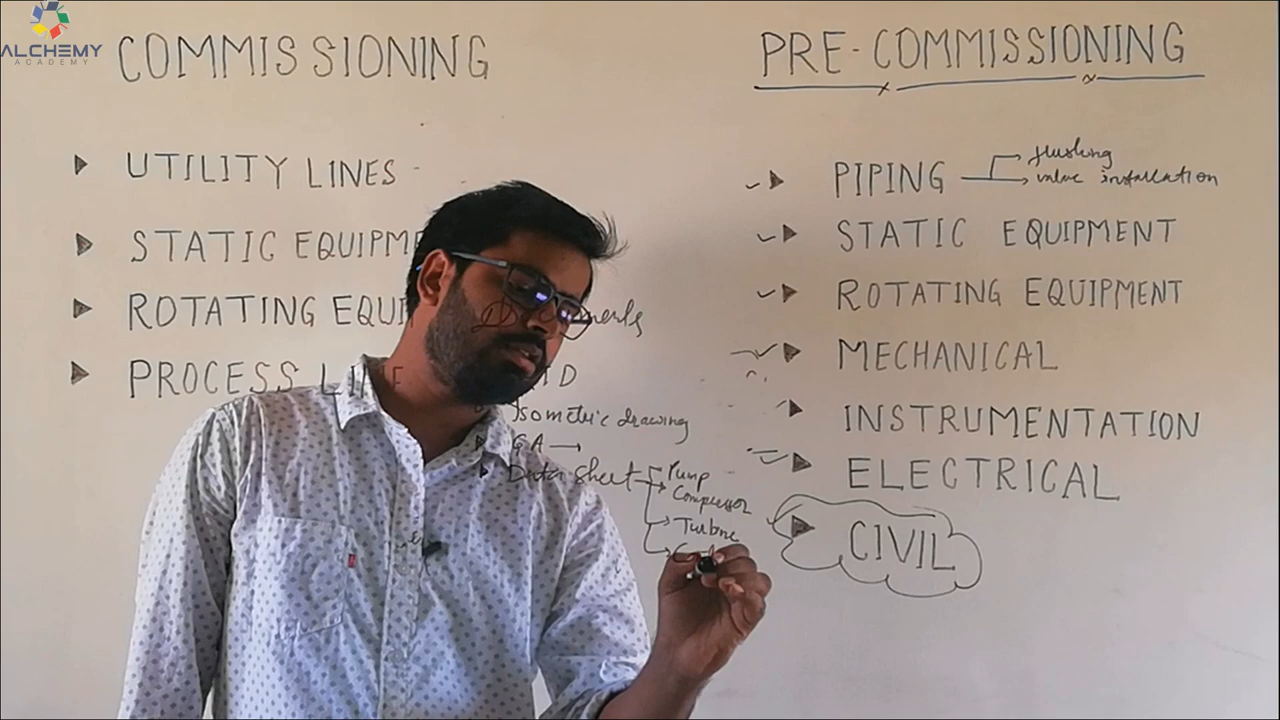 ALCHEMY
ACADEMY
COMMISSIONING
UTILITY LINES
STATIC EQUIPME
ROTATING EQUI
PROCESS LINE
Isometric drawing
GA
Data sheet
Pump
Compressor
Turbine
PRE-COMMISSIONING
PIPING
flushing
valve installation
STATIC EQUIPMENT
ROTATING EQUIPMENT
MECHANICAL
INSTRUMENTATION
ELECTRICAL
CIVIL